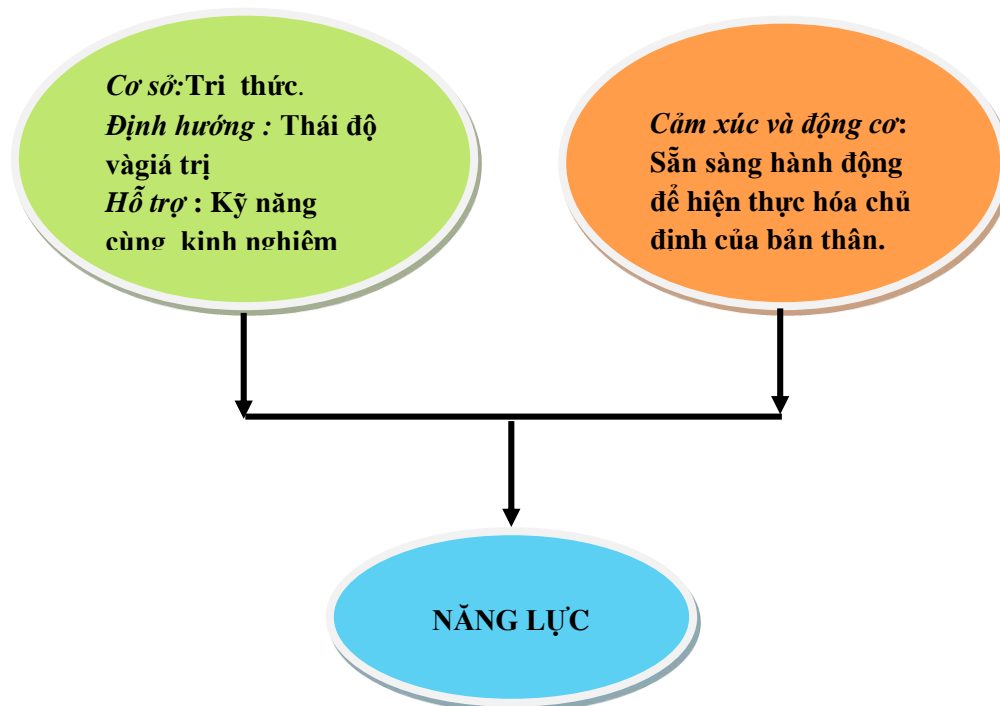 Cơ sở:Tri thức.
Định hướng : Thái độ
vàgiá trị
Hỗ trợ : Kỹ năng
cùng kinh nghiệm
Cảm xúc và động cơ:
Sẵn sàng hành động
để hiện thực hóa chủ
định của bản thân.
NĂNG LỰC